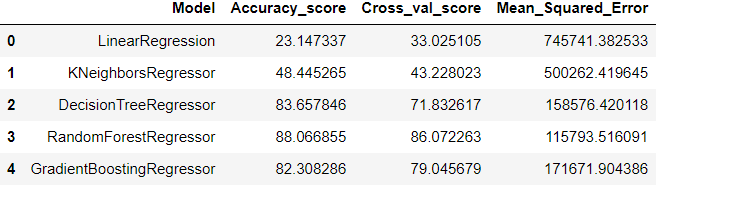 Model Accuracy_score Cross_val_score Mean_Squared_Error
0 LinearRegression 23.147337 33.025105 745741.382533
1 KNeighborsRegressor 48.445265 43.228023 500262.419645
2 DecisionTreeRegressor 83.657846 71.832617 158576.420118
3 RandomForestRegressor 88.066855 86.072263 115793.516091
4 GradientBoostingRegressor 82.308286 79.045679 171671.904386